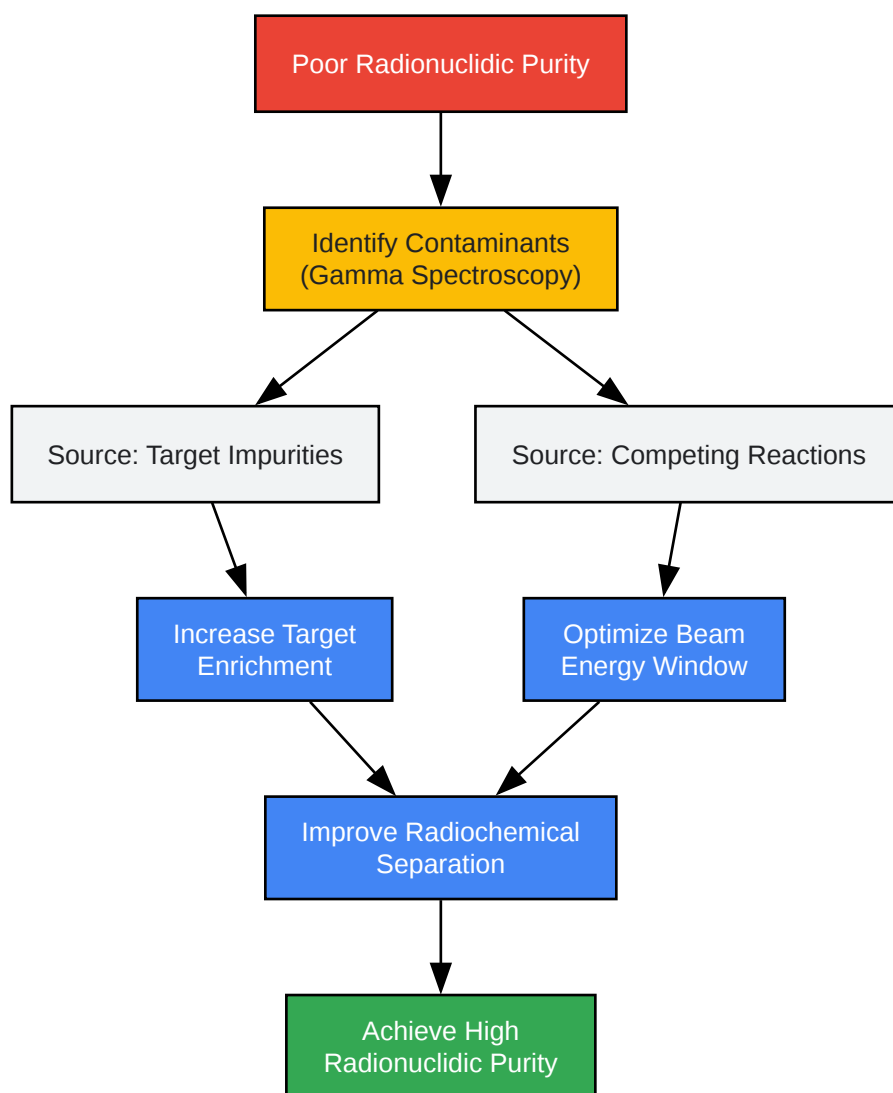 Poor Radionuclidic Purity
Identify Contaminants
(Gamma Spectroscopy)
Source: Target Impurities
Source: Competing Reactions
Increase Target
Enrichment
Optimize Beam
Energy Window
Improve Radiochemical
Separation
Achieve High
Radionuclidic Purity